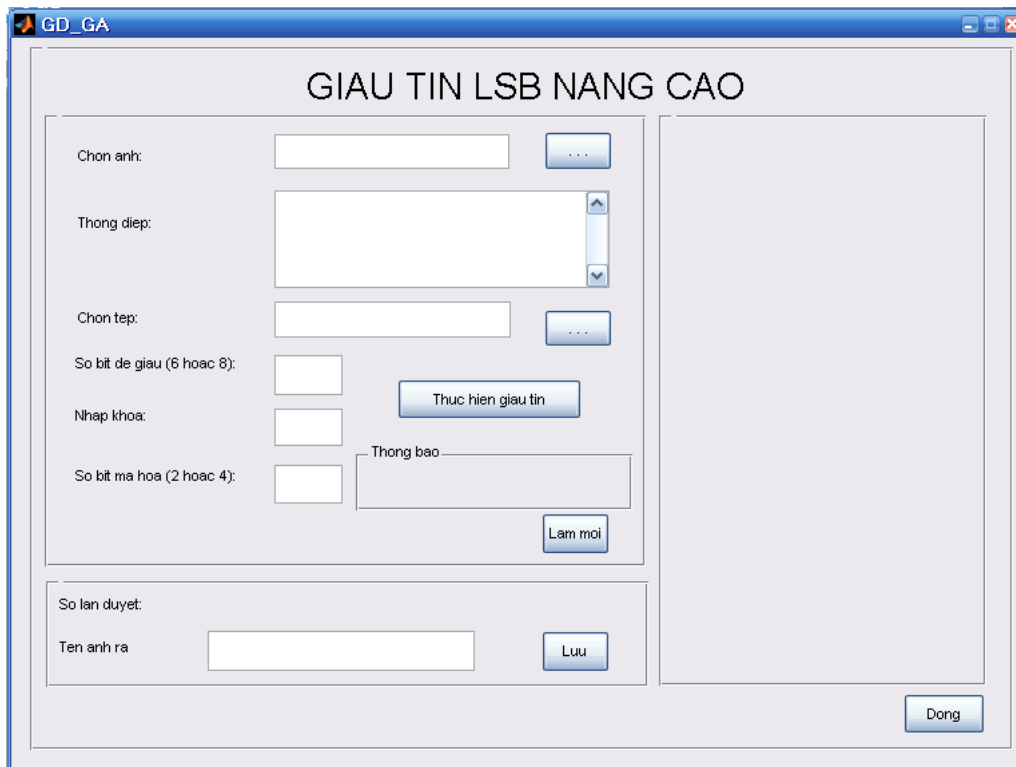 GD_GA
GIAU TIN LSB NANG CAO
Chon anh:
. . .
Thong diep:
Chon tep:
. . .
So bit de giau (6 hoac 8):
Thuc hien giau tin
Nhap khoa:
Thong bao
So bit ma hoa (2 hoac 4):
Lam moi
So lan duyet:
Ten anh ra
Luu
Dong